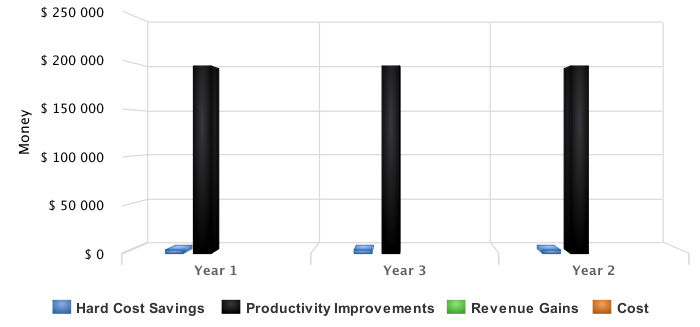 $ 250 000
$ 200 000
$ 150 000
$ 100 000
$ 50 000
$ 0
Money
Year 1
Year 3
Year 2
Hard Cost Savings
Productivity Improvements
Revenue Gains
Cost